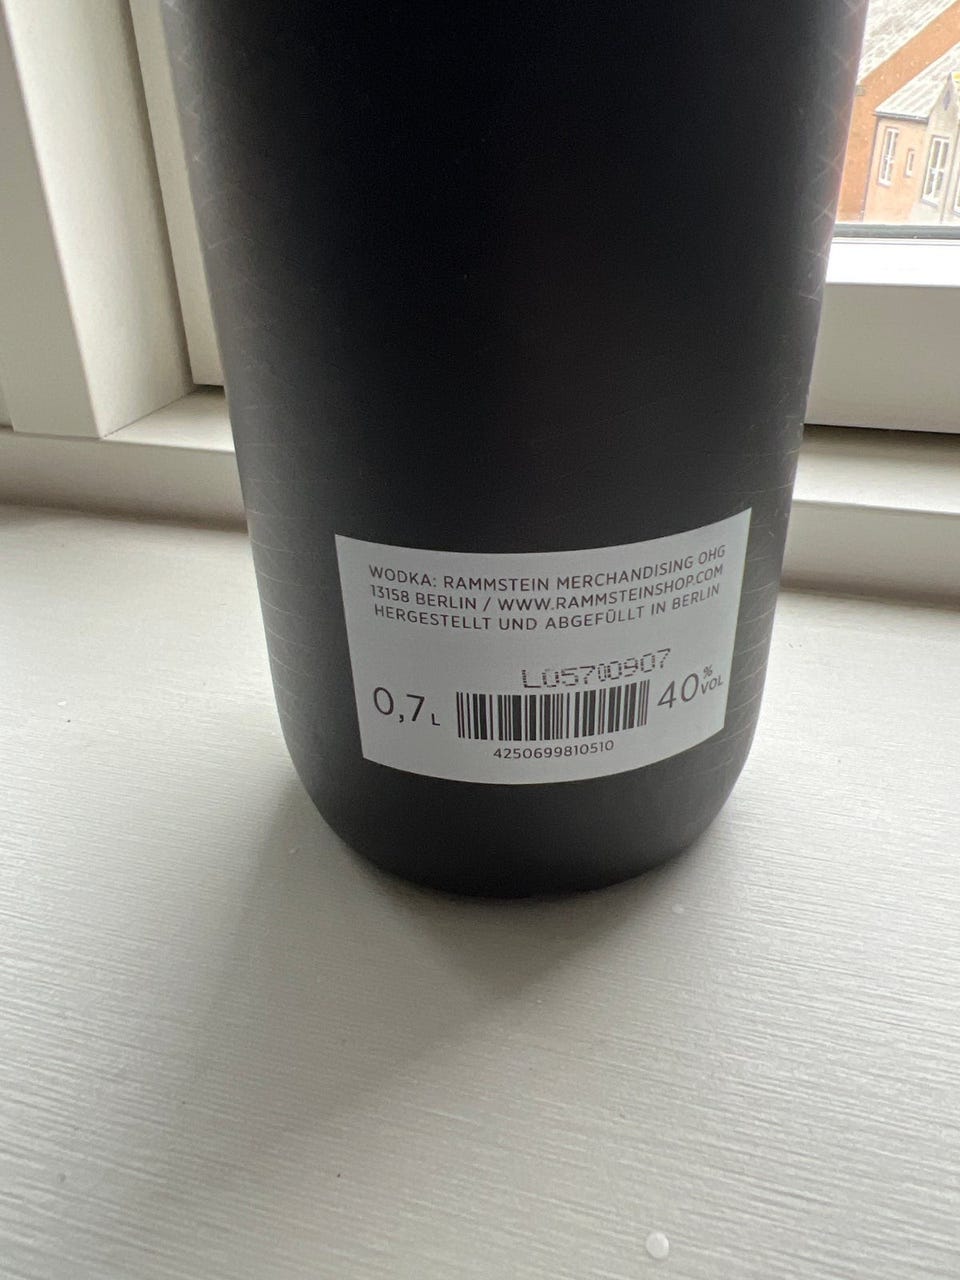 WODKA: RAMMSTEIN MERCHANDISING OHG
13158 BERLIN / WWW.RAMMSTEINSHOP.COM
HERGESTELLT UND ABGEFÜLLT IN BERLIN
L05700907
0,7 L
40 % VOL
4250699810510